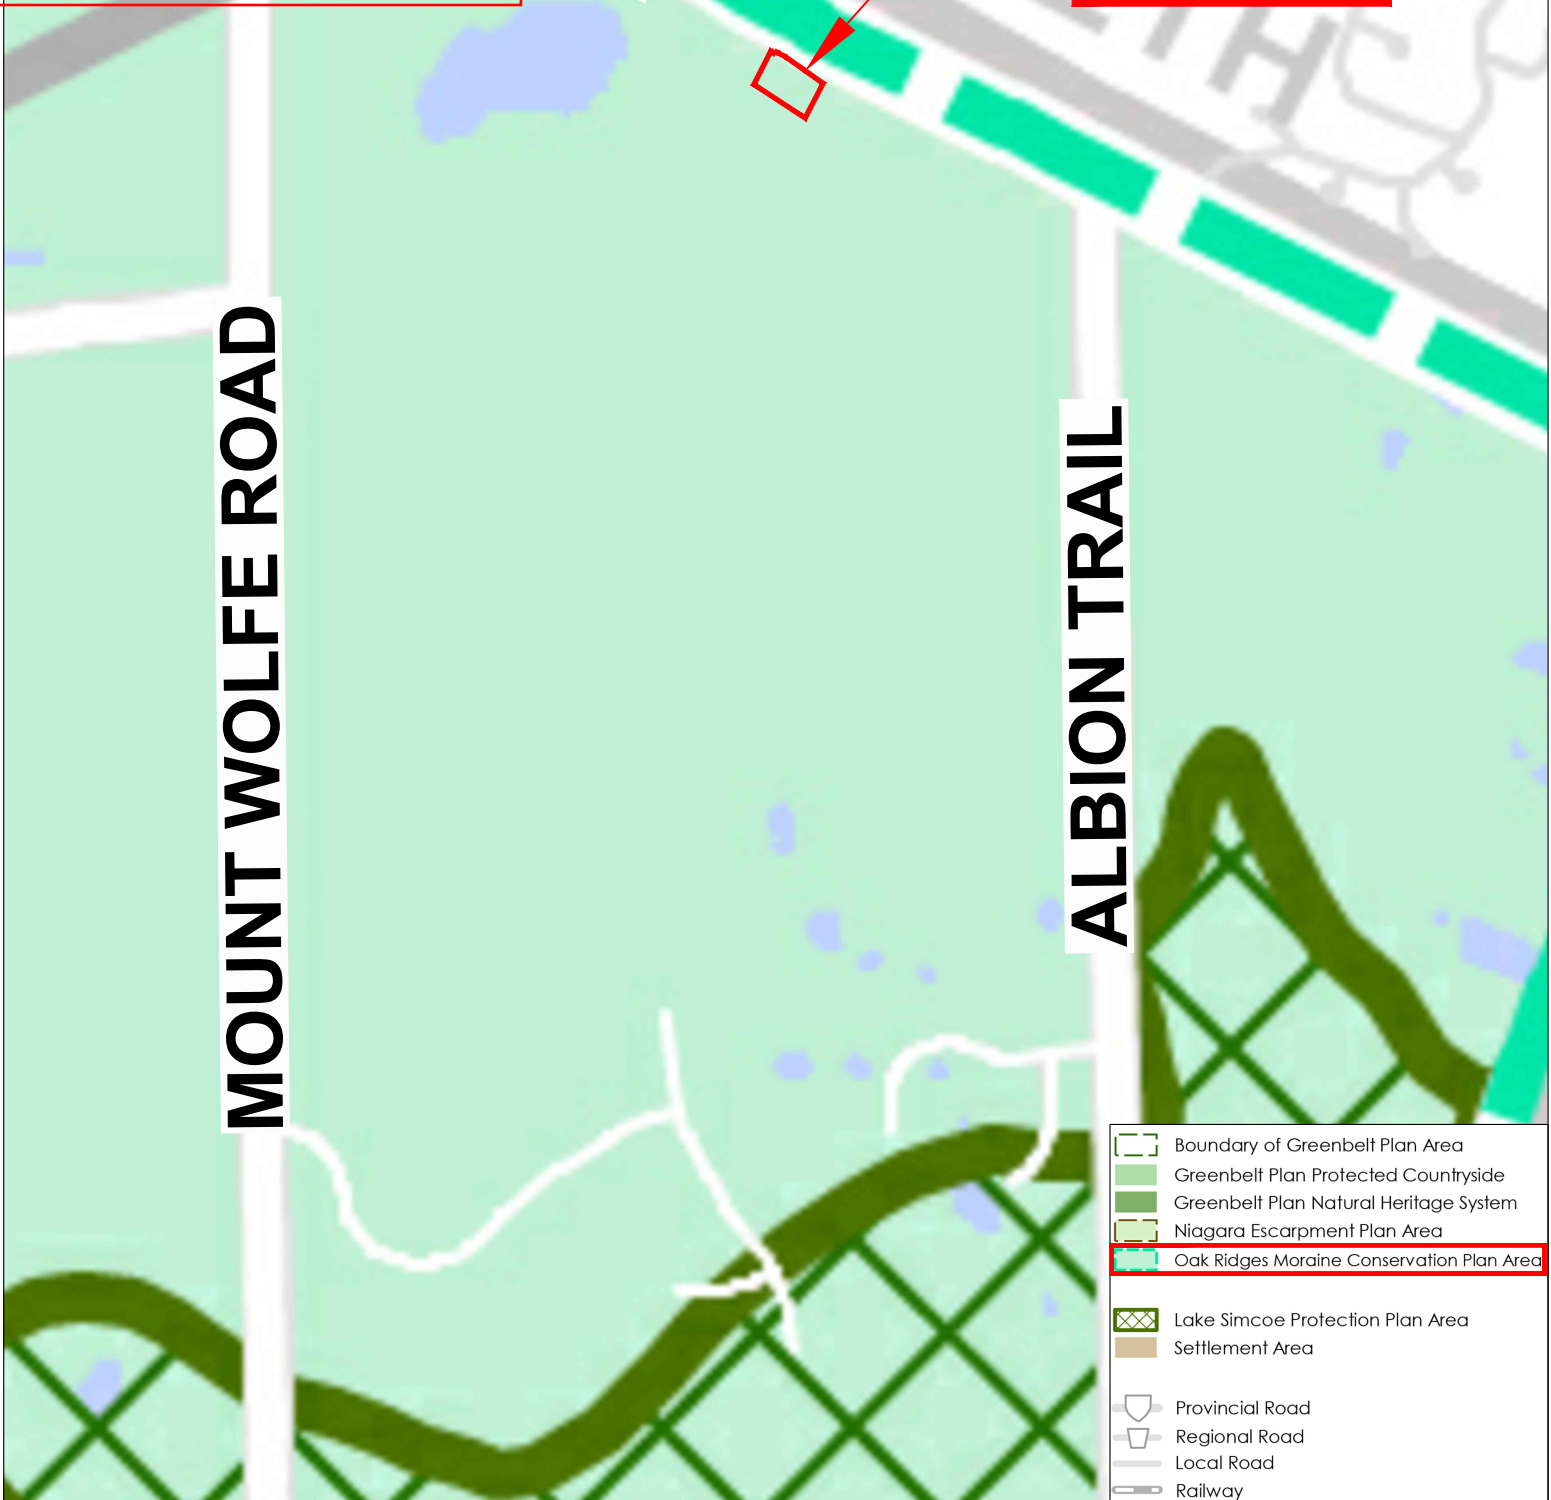 TH
MOUNT WOLFE ROAD
ALBION TRAIL
Boundary of Greenbelt Plan Area
Greenbelt Plan Protected Countryside
Greenbelt Plan Natural Heritage System
Niagara Escarpment Plan Area
Oak Ridges Moraine Conservation Plan Area
Lake Simcoe Protection Plan Area
Settlement Area
Provincial Road
Regional Road
Local Road
Railway